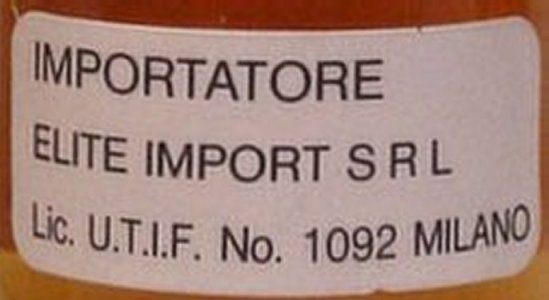 IMPORTATORE
ELITE IMPORT S R L
Lic. U.T.I.F. No. 1092 MILANO